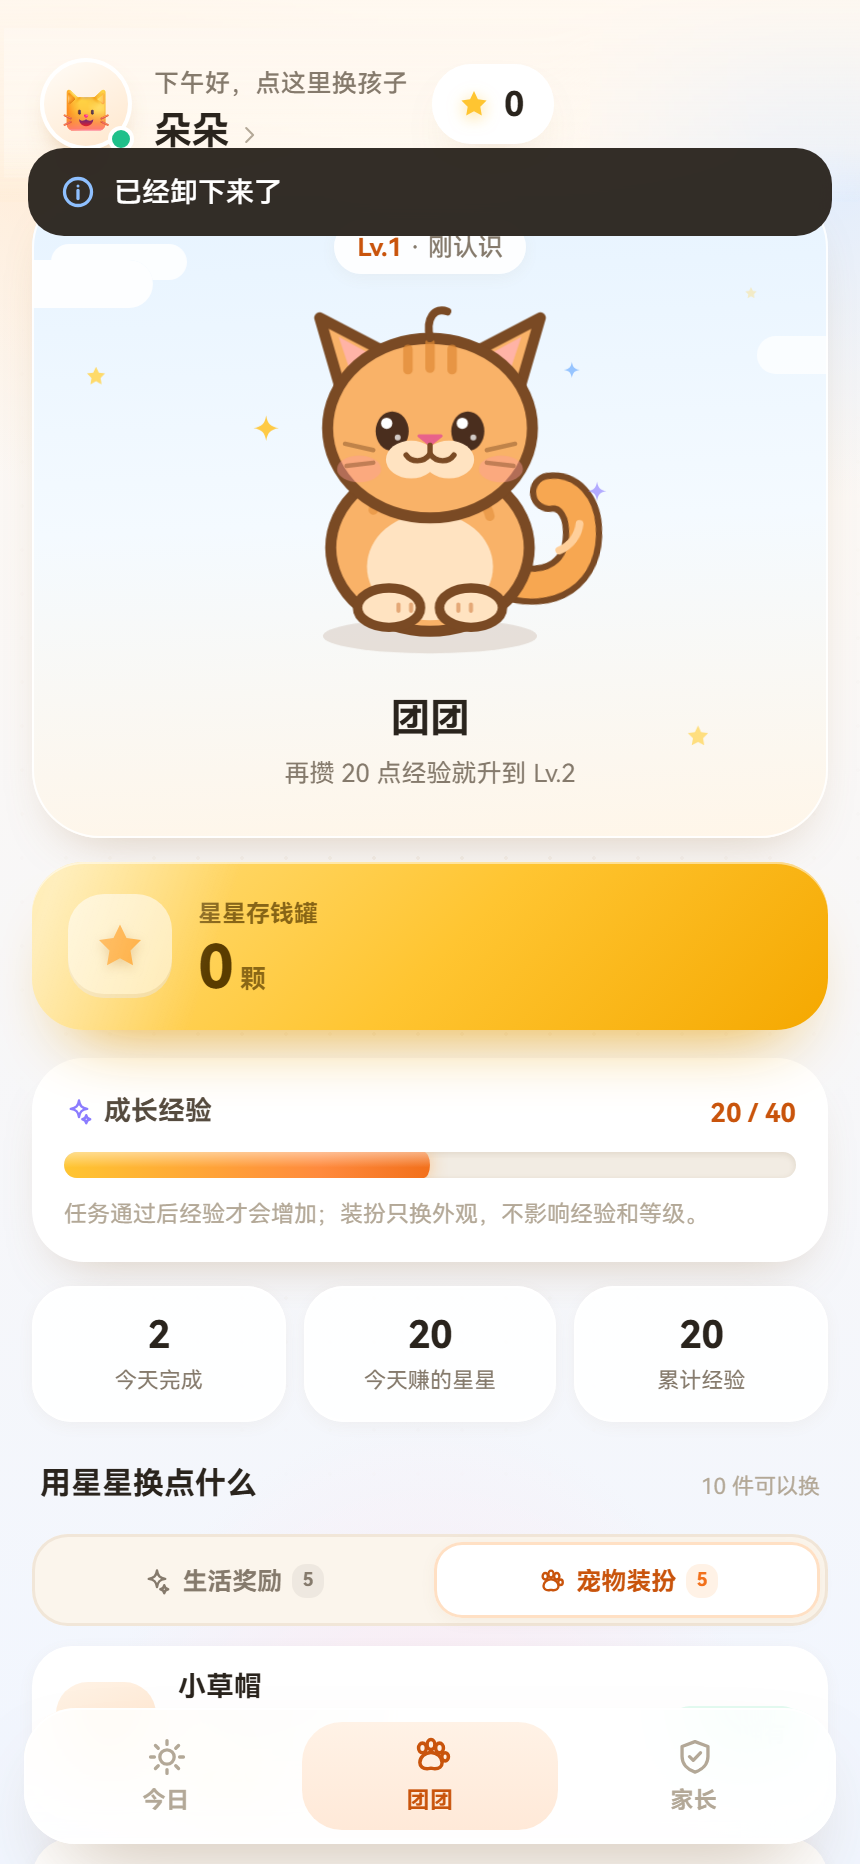 下午好，点这里换孩子
朵朵
0
已经卸下来了
Lv.1 · 刚认识
团团
再攒 20 点经验就升到 Lv.2
星星存钱罐
0 颗
成长经验
20 / 40
任务通过后经验才会增加；装扮只换外观，不影响经验和等级。
2
今天完成
20
今天赚的星星
20
累计经验
用星星换点什么
10 件可以换
生活奖励 5
宠物装扮 5
小草帽
今日
团团
家长